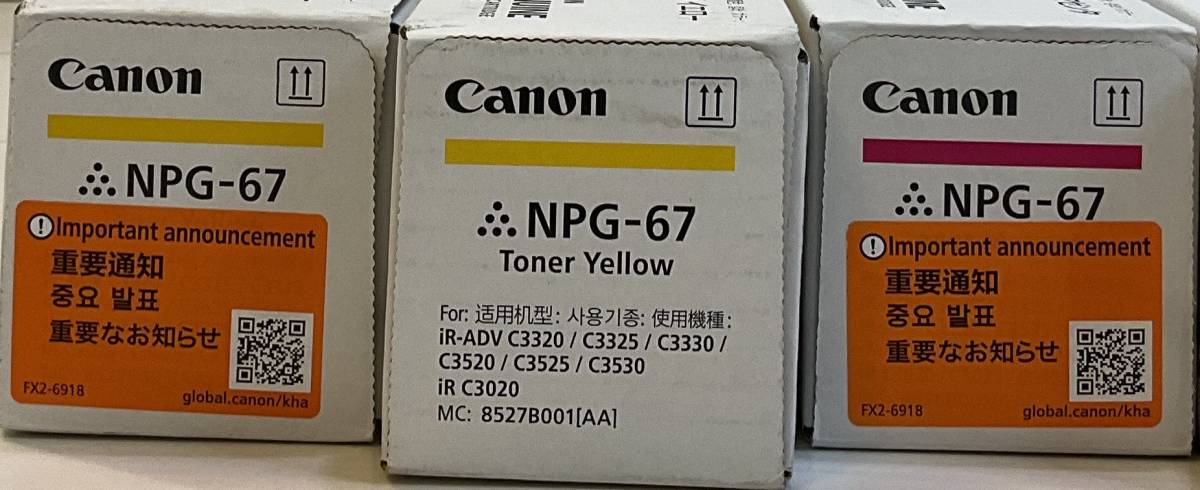 Canon
NPG-67
Important announcement
重要通知
중요 발표
重要なお知らせ
FX2-6918
global.canon/kha
Canon
NPG-67
Toner Yellow
For: 适用机型: 사용기종: 使用機種:
iR-ADV C3320 / C3325 / C3330 /
C3520 / C3525 / C3530
iR C3020
MC: 8527B001[AA]
Canon
NPG-67
Important announcement
重要通知
중요 발표
重要なお知らせ
FX2-6918
global.canon/kha